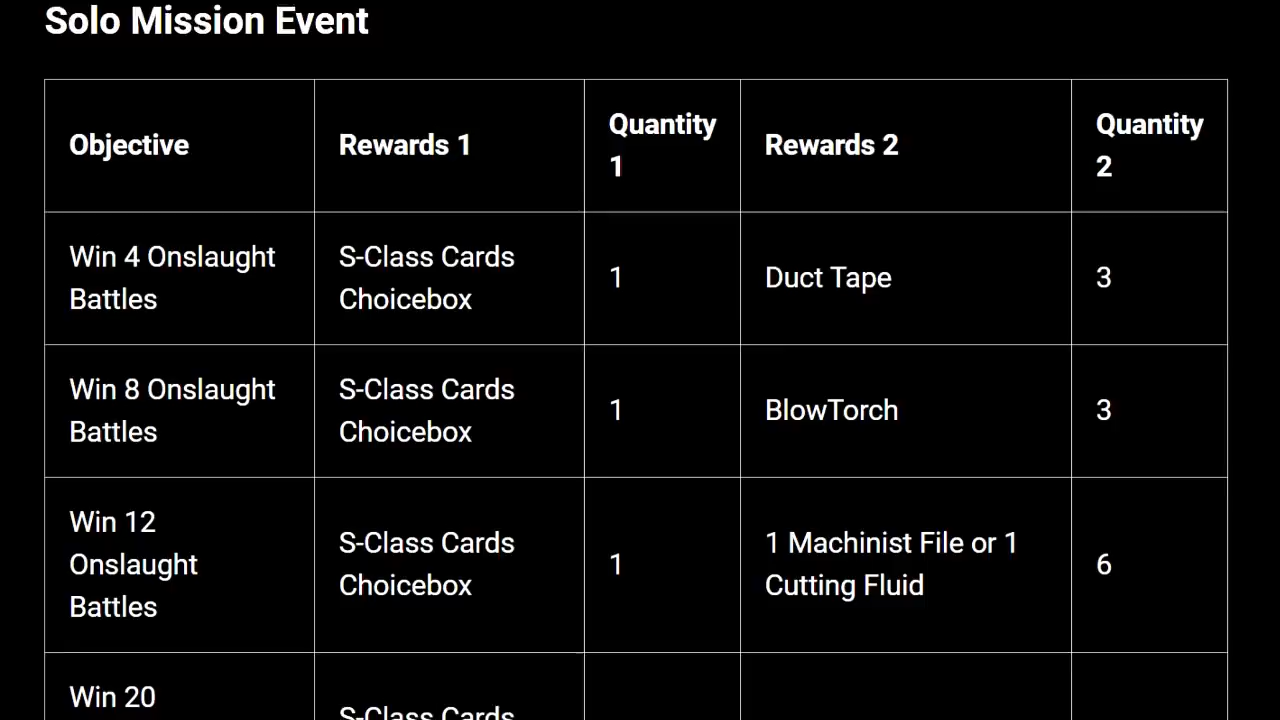 Solo Mission Event
Objective
Rewards 1
Quantity
1
Rewards 2
Quantity
2
Win 4 Onslaught
Battles
S-Class Cards
Choicebox
1
Duct Tape
3
Win 8 Onslaught
Battles
S-Class Cards
Choicebox
1
BlowTorch
3
Win 12
Onslaught
Battles
S-Class Cards
Choicebox
1
1 Machinist File or 1
Cutting Fluid
6
Win 20
S-Class Cards